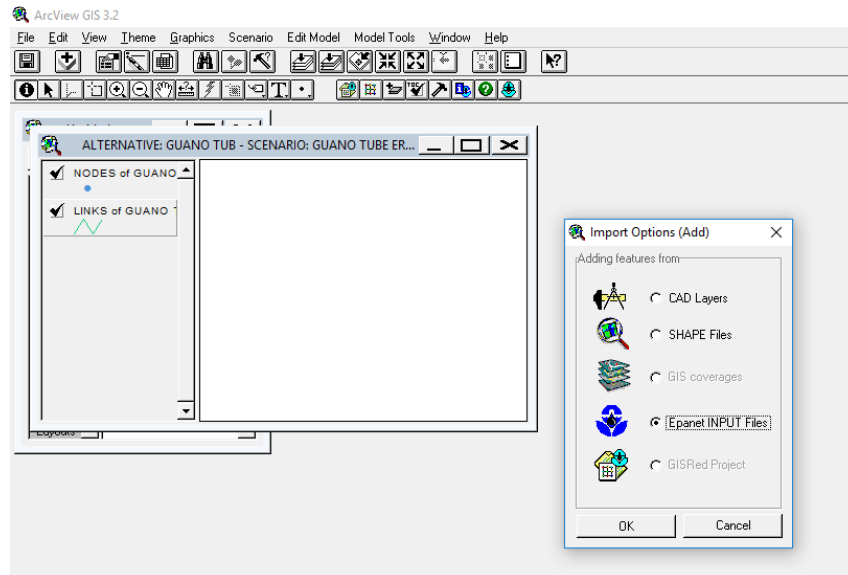 ArcView GIS 3.2
File Edit View Theme Graphics Scenario Edit Model Model Tools Window Help
ALTERNATIVE: GUANO TUB - SCENARIO: GUANO TUBE ER...
NODES of GUANO
LINKS of GUANO T
Import Options (Add)
Adding features from
CAD Layers
SHAPE Files
GIS coverages
Epanet INPUT Files
GISRed Project
OK Cancel
Layouts